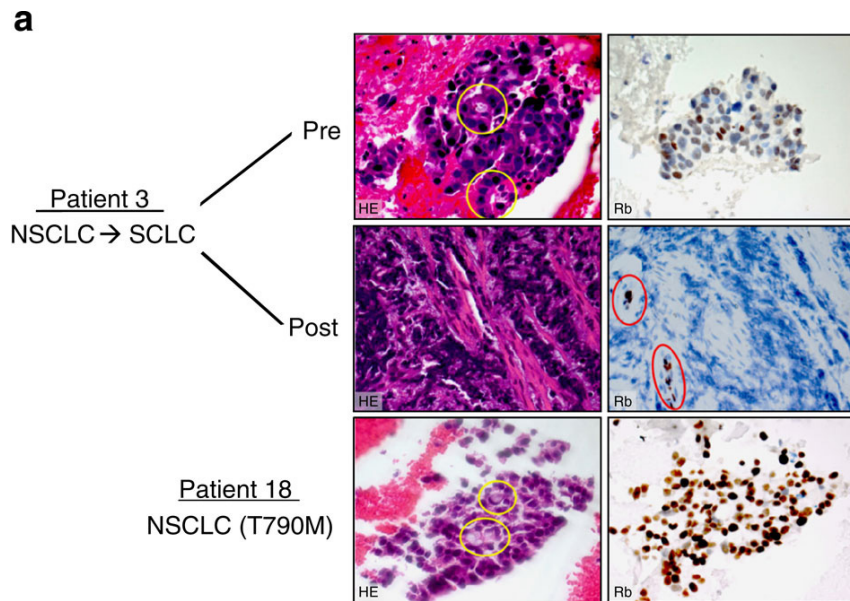 a
Pre
HE
Rb
Patient 3
NSCLC → SCLC
Post
HE
Rb
Patient 18
NSCLC (T790M)
HE
Rb